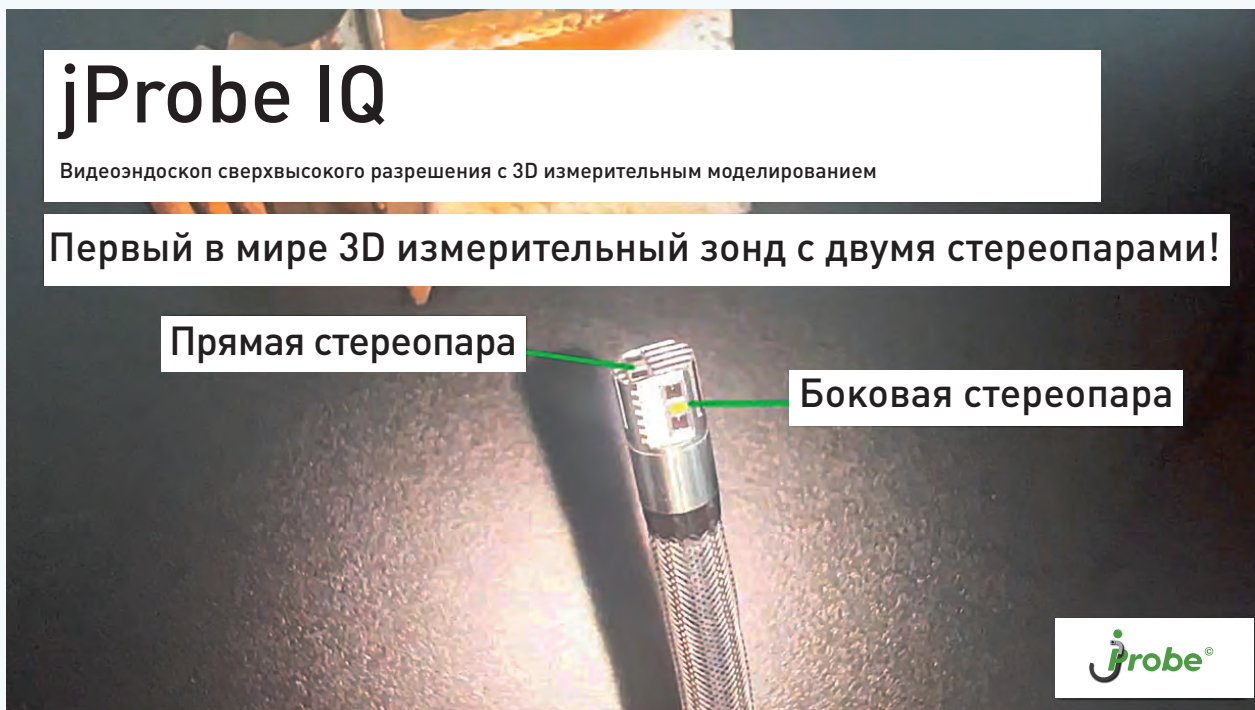 jProbe IQ
Видеоэндоскоп сверхвысокого разрешения с 3D измерительным моделированием
Первый в мире 3D измерительный зонд с двумя стереопарами!
Прямая стереопара
Боковая стереопара
jProbe©